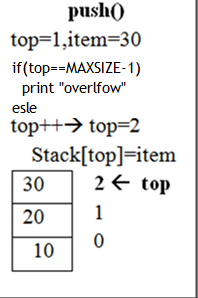 push()
top=1,item=30
if(top==MAXSIZE-1)
print "overlfow"
esle
top++→ top=2
Stack[top]=item
30 2 ← top
20 1
10 0